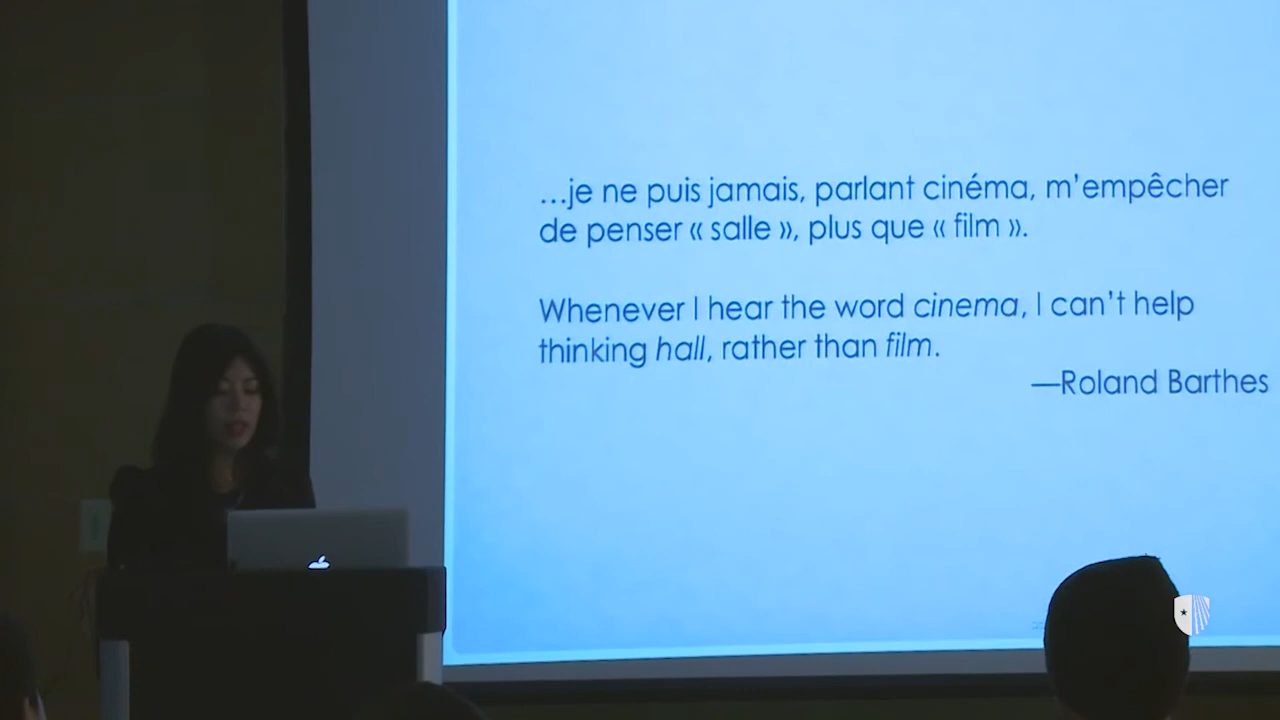 …je ne puis jamais, parlant cinéma, m’empêcher
de penser « salle », plus que « film ».
Whenever I hear the word cinema, I can’t help
thinking hall, rather than film.
—Roland Barthes